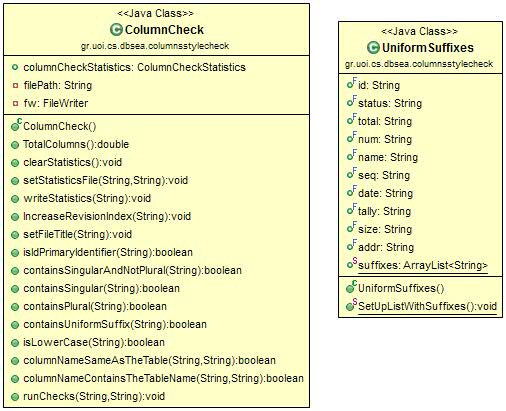 <<Java Class>>
ColumnCheck
gr.uoi.cs.dbsea.columnsstylecheck
columnCheckStatistics: ColumnCheckStatistics
filePath: String
fw: FileWriter
ColumnCheck()
TotalColumns():double
clearStatistics():void
setStatisticsFile(String,String):void
writeStatistics(String):void
IncreaseRevisionIndex(String):void
setFileTitle(String):void
isIdPrimaryIdentifier(String):boolean
containsSingularAndNotPlural(String):boolean
containsSingular(String):boolean
containsPlural(String):boolean
containsUniformSuffix(String):boolean
isLowerCase(String):boolean
columnNameSameAsTheTable(String,String):boolean
columnNameContainsTheTableName(String,String):boolean
runChecks(String,String):void
<<Java Class>>
UniformSuffixes
gr.uoi.cs.dbsea.columnsstylecheck
id: String
status: String
total: String
num: String
name: String
seq: String
date: String
tally: String
size: String
addr: String
suffixes: ArrayList<String>
UniformSuffixes()
SetUpListWithSuffixes():void